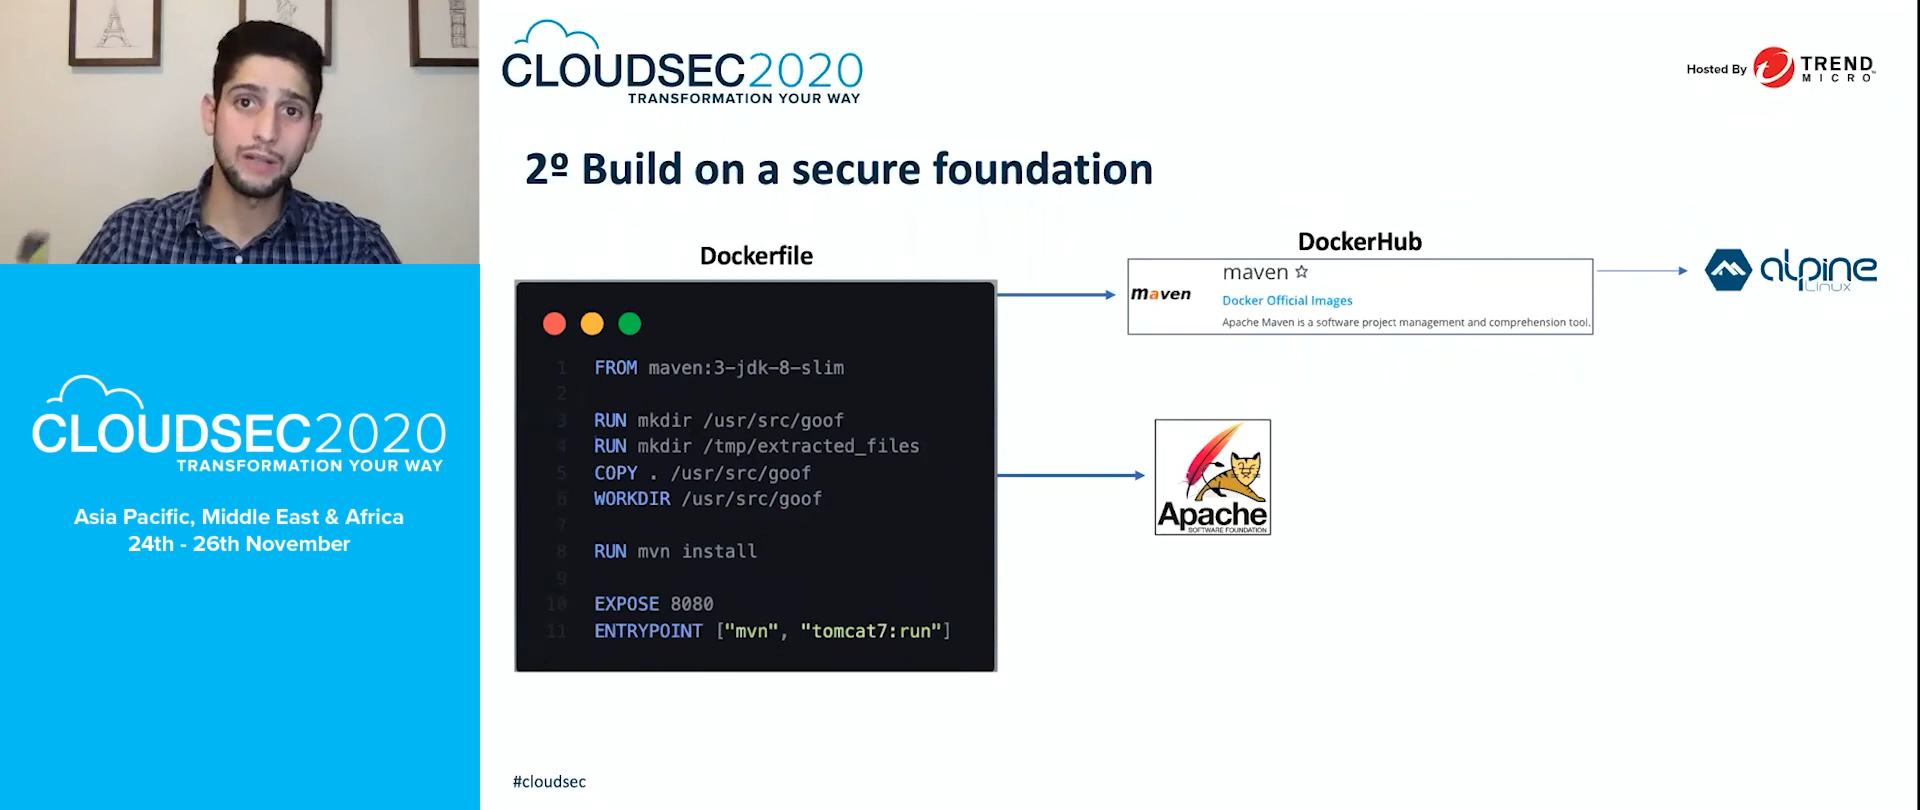 CLOUDSEC2020
TRANSFORMATION YOUR WAY
Asia Pacific, Middle East & Africa
24th - 26th November
CLOUDSEC2020
TRANSFORMATION YOUR WAY
Hosted By TREND MICRO
2º Build on a secure foundation
Dockerfile
1 FROM maven:3-jdk-8-slim
2
3 RUN mkdir /usr/src/goof
4 RUN mkdir /tmp/extracted_files
5 COPY . /usr/src/goof
6 WORKDIR /usr/src/goof
7
8 RUN mvn install
9
10 EXPOSE 8080
11 ENTRYPOINT ["mvn", "tomcat7:run"]
DockerHub
maven
maven ☆
Docker Official Images
Apache Maven is a software project management and comprehension tool.
alpine
Linux
Apache
SOFTWARE FOUNDATION
#cloudsec